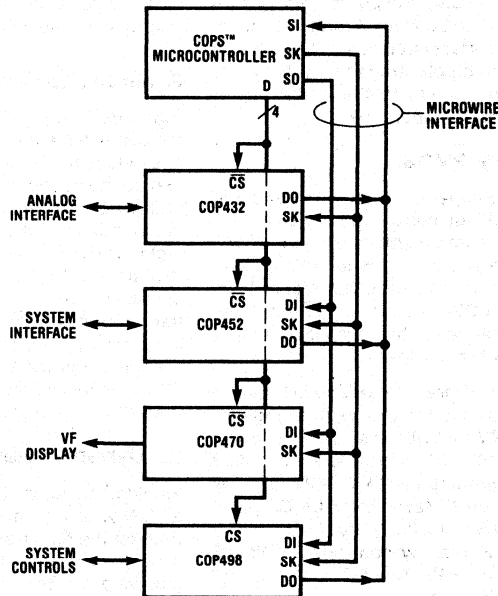 COPS™
MICROCONTROLLER
SI
SK
SO
D
4
MICROWIRE
INTERFACE
CS
ANALOG
INTERFACE
COP432
DO
SK
CS
SYSTEM
INTERFACE
COP452
DI
SK
DO
CS
VF
DISPLAY
COP470
DI
SK
CS
SYSTEM
CONTROLS
COP498
DI
SK
DO